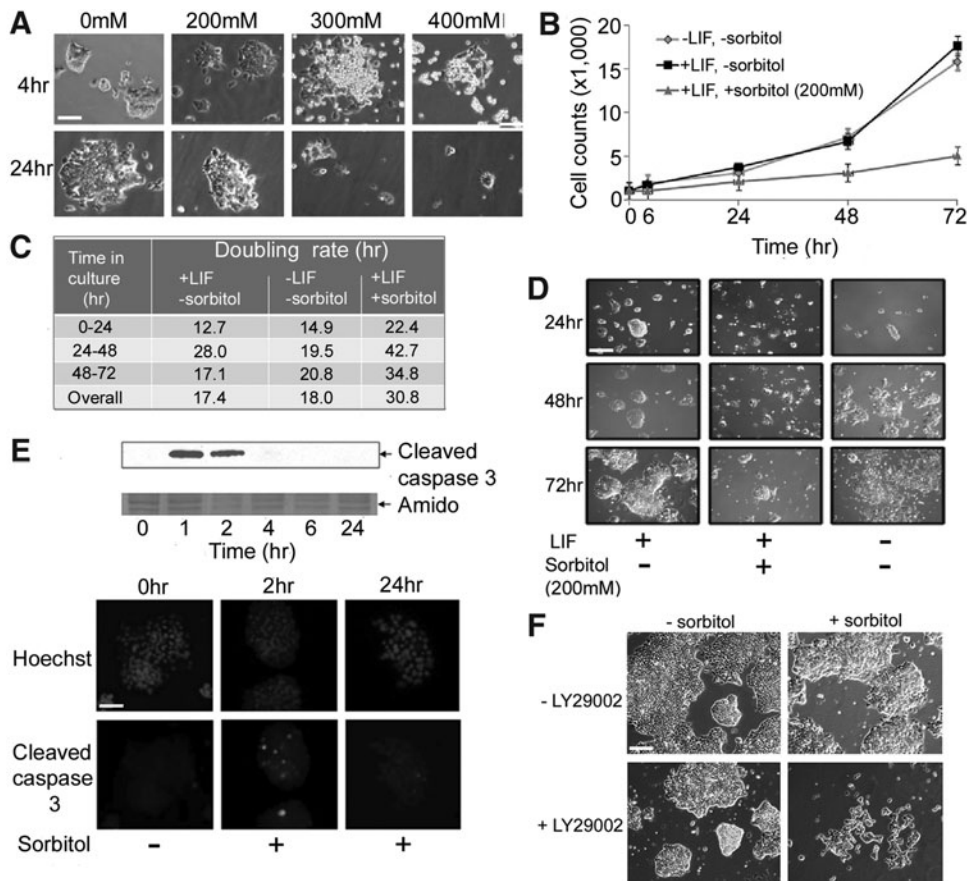 A
0mM 200mM 300mM 400mM
4hr
24hr
B
-LIF, -sorbitol
+LIF, -sorbitol
+LIF, +sorbitol (200mM)
Cell counts (x1,000)
20
15
10
5
0
0 6 24 48 72
Time (hr)
C
Time in culture (hr)
Doubling rate (hr)
+LIF -sorbitol
-LIF -sorbitol
+LIF +sorbitol
0-24 12.7 14.9 22.4
24-48 28.0 19.5 42.7
48-72 17.1 20.8 34.8
Overall 17.4 18.0 30.8
D
24hr
48hr
72hr
LIF + + -
Sorbitol (200mM) - + -
E
Cleaved caspase 3
Amido
0 1 2 4 6 24
Time (hr)
0hr 2hr 24hr
Hoechst
Cleaved caspase 3
Sorbitol - + +
F
- sorbitol + sorbitol
- LY29002
+ LY29002